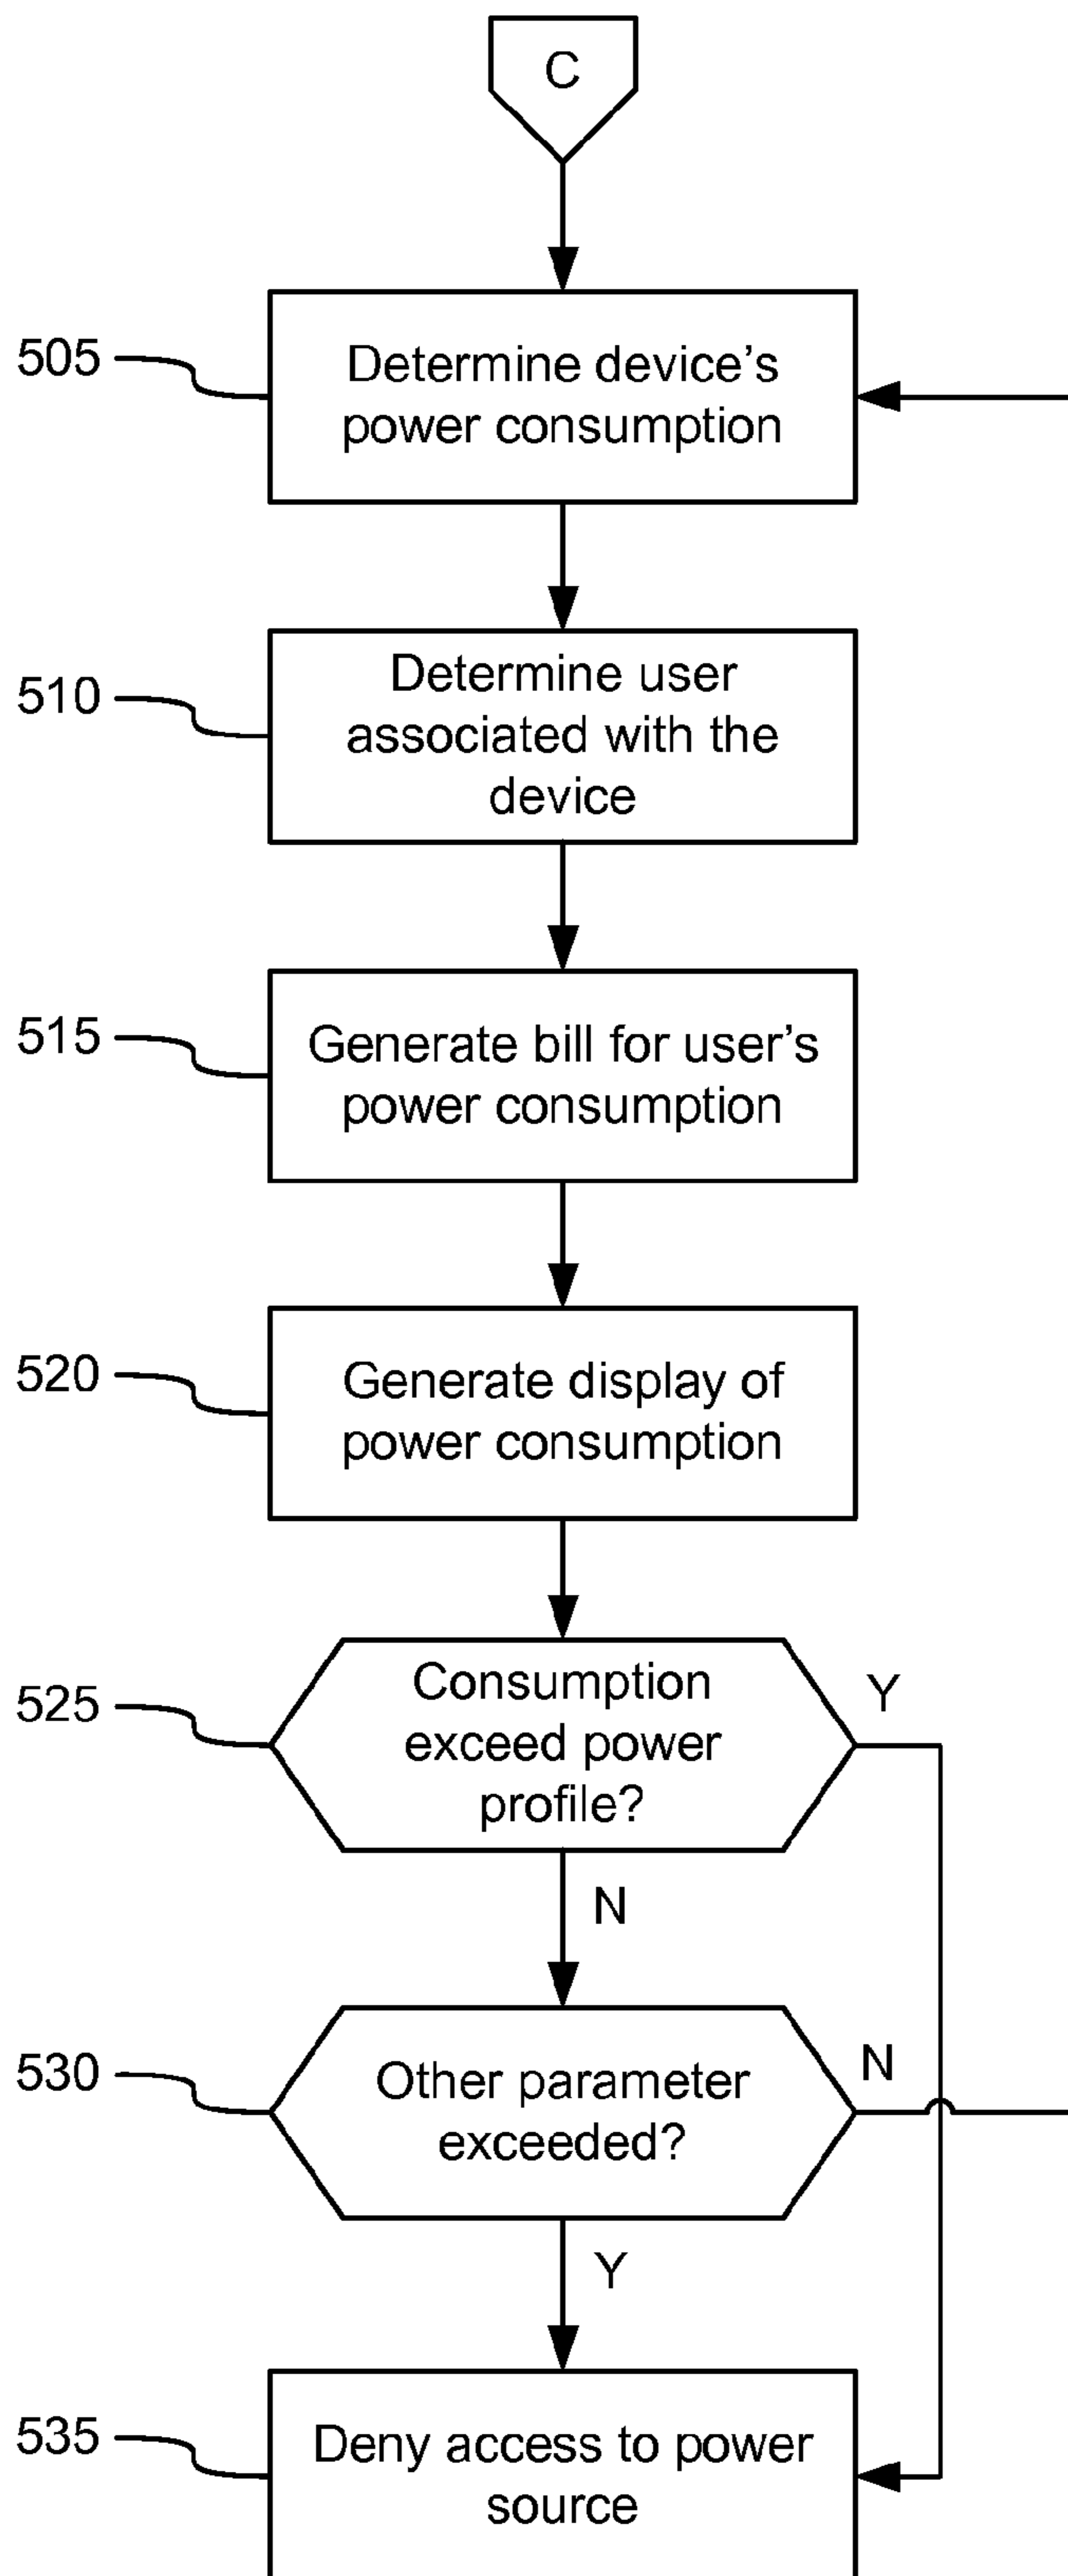 C
505
Determine device's
power consumption
510
Determine user
associated with the
device
515
Generate bill for user's
power consumption
520
Generate display of
power consumption
525
Consumption
exceed power
profile?
Y
N
530
Other parameter
exceeded?
N
Y
535
Deny access to power
source